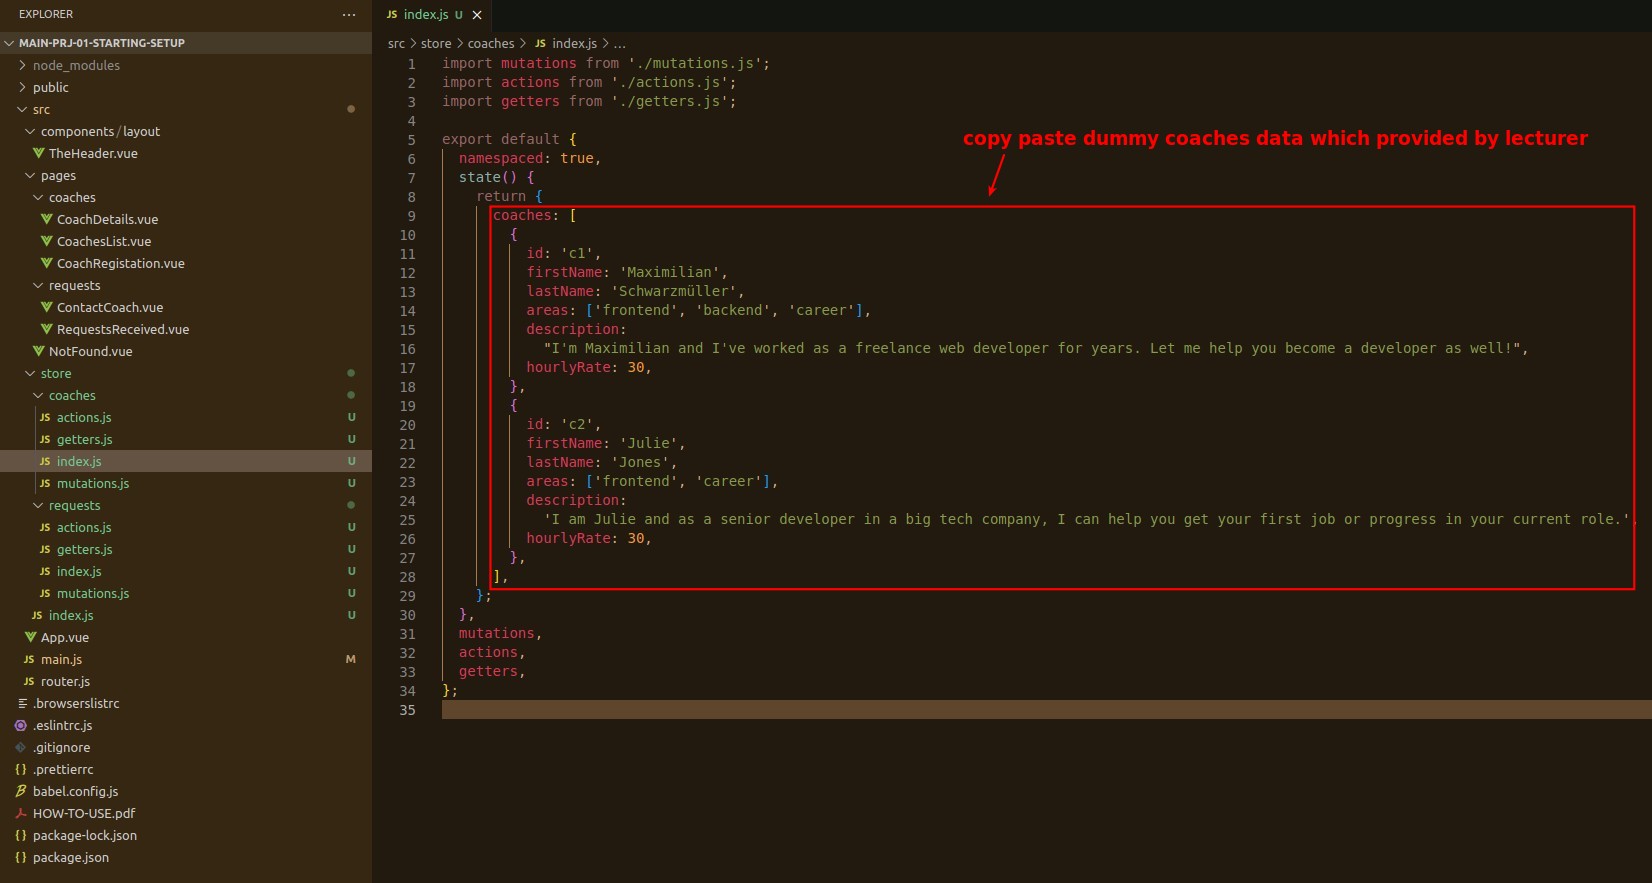 EXPLORER
MAIN-PRJ-01-STARTING-SETUP
node_modules
public
src
components/layout
TheHeader.vue
pages
coaches
CoachDetails.vue
CoachesList.vue
CoachRegistation.vue
requests
ContactCoach.vue
RequestsReceived.vue
NotFound.vue
store
coaches
JS actions.js U
JS getters.js U
JS index.js U
JS mutations.js U
requests
JS actions.js U
JS getters.js U
JS index.js U
JS mutations.js U
JS index.js U
App.vue
JS main.js M
JS router.js
.browserslistrc
.eslintrc.js
.gitignore
{} .prettierrc
babel.config.js
HOW-TO-USE.pdf
{} package-lock.json
{} package.json
JS index.js U
src > store > coaches > JS index.js > ...
1 import mutations from './mutations.js';
2 import actions from './actions.js';
3 import getters from './getters.js';
4
5 export default {
copy paste dummy coaches data which provided by lecturer
6 namespaced: true,
7 state() {
8 return {
9 coaches: [
10 {
11 id: 'c1',
12 firstName: 'Maximilian',
13 lastName: 'Schwarzmüller',
14 areas: ['frontend', 'backend', 'career'],
15 description:
16 "I'm Maximilian and I've worked as a freelance web developer for years. Let me help you become a developer as well!",
17 hourlyRate: 30,
18 },
19 {
20 id: 'c2',
21 firstName: 'Julie',
22 lastName: 'Jones',
23 areas: ['frontend', 'career'],
24 description:
25 'I am Julie and as a senior developer in a big tech company, I can help you get your first job or progress in your current role.',
26 hourlyRate: 30,
27 },
28 ],
29 };
30 },
31 mutations,
32 actions,
33 getters,
34 };
35